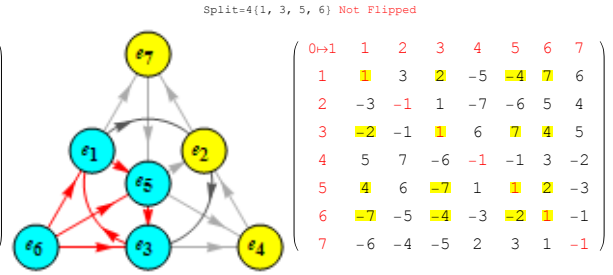 Split=4{1, 3, 5, 6} Not Flipped
e7
e1
e2
e5
e6
e3
e4
0↦1 1 2 3 4 5 6 7
1 1 3 2 -5 -4 7 6
2 -3 -1 1 -7 -6 5 4
3 -2 -1 1 6 7 4 5
4 5 7 -6 -1 -1 3 -2
5 4 6 -7 1 1 2 -3
6 -7 -5 -4 -3 -2 1 -1
7 -6 -4 -5 2 3 1 -1